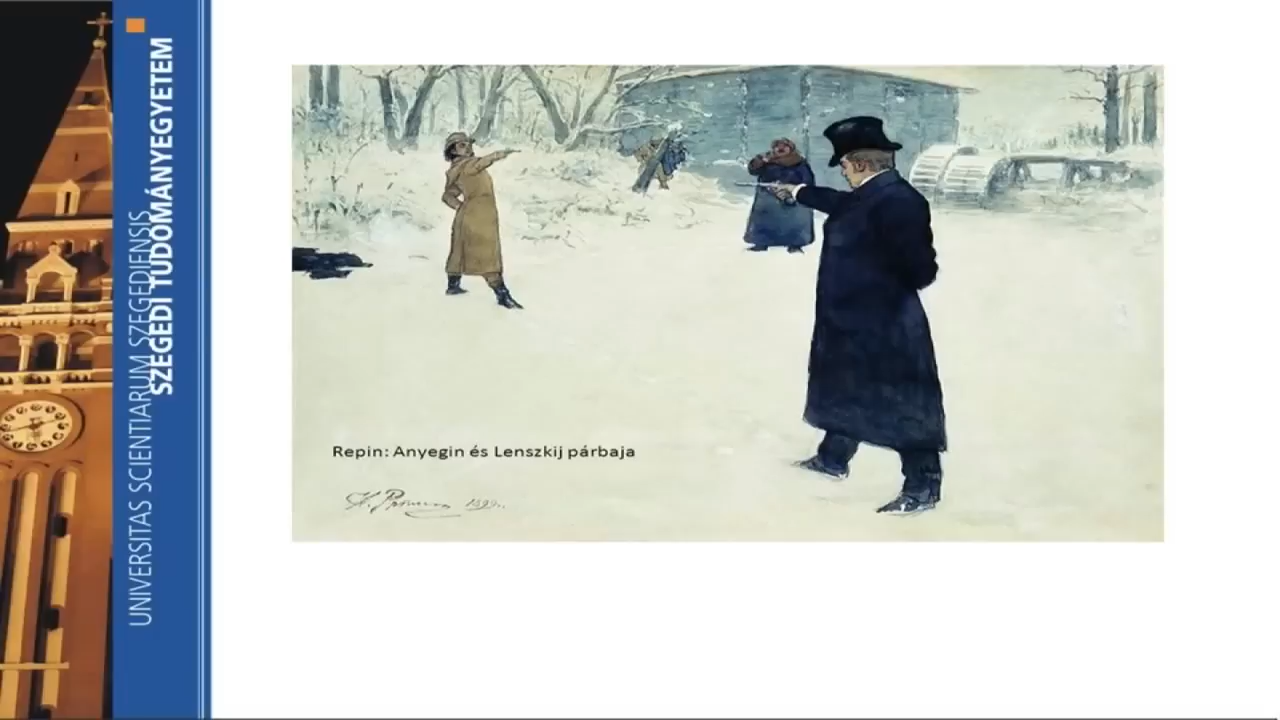 SZEGEDI TUDOMÁNYEGYETEM
UNIVERSITAS SCIENTIARUM SZEGEDIENSIS
Repin: Anyegin és Lenszkij párbaja